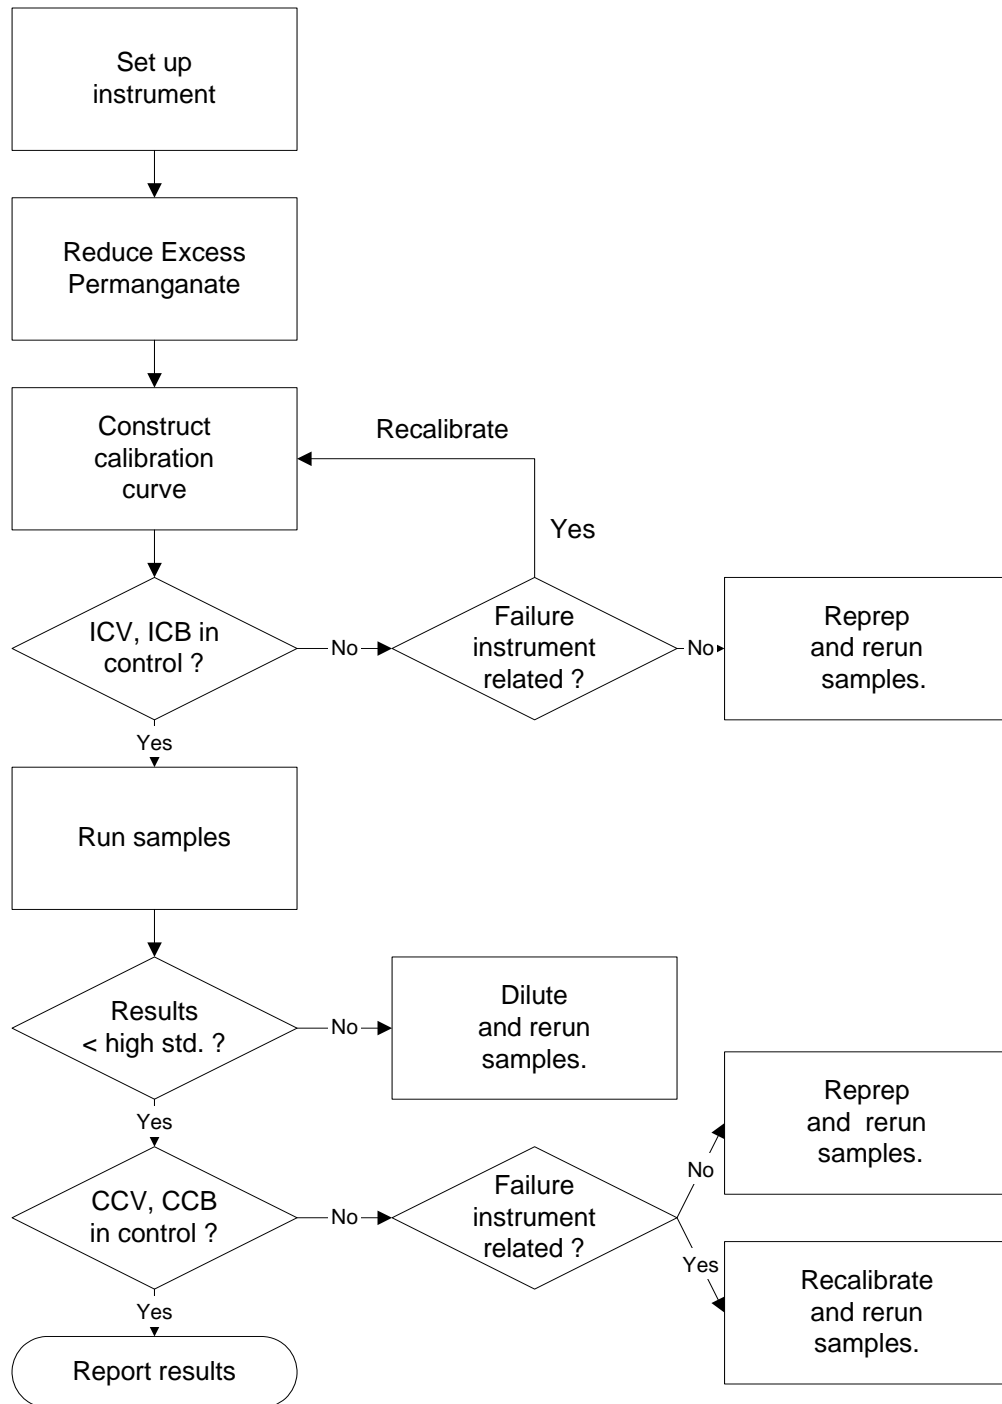 Set up
instrument
Reduce Excess
Permanganate
Construct
calibration
curve
Recalibrate
Yes
ICV, ICB in
control ?
No
Failure
instrument
related ?
No
Reprep
and rerun
samples.
Yes
Run samples
Results
< high std. ?
No
Dilute
and rerun
samples.
Yes
CCV, CCB
in control ?
No
Failure
instrument
related ?
No
Reprep
and rerun
samples.
Yes
Recalibrate
and rerun
samples.
Yes
Report results